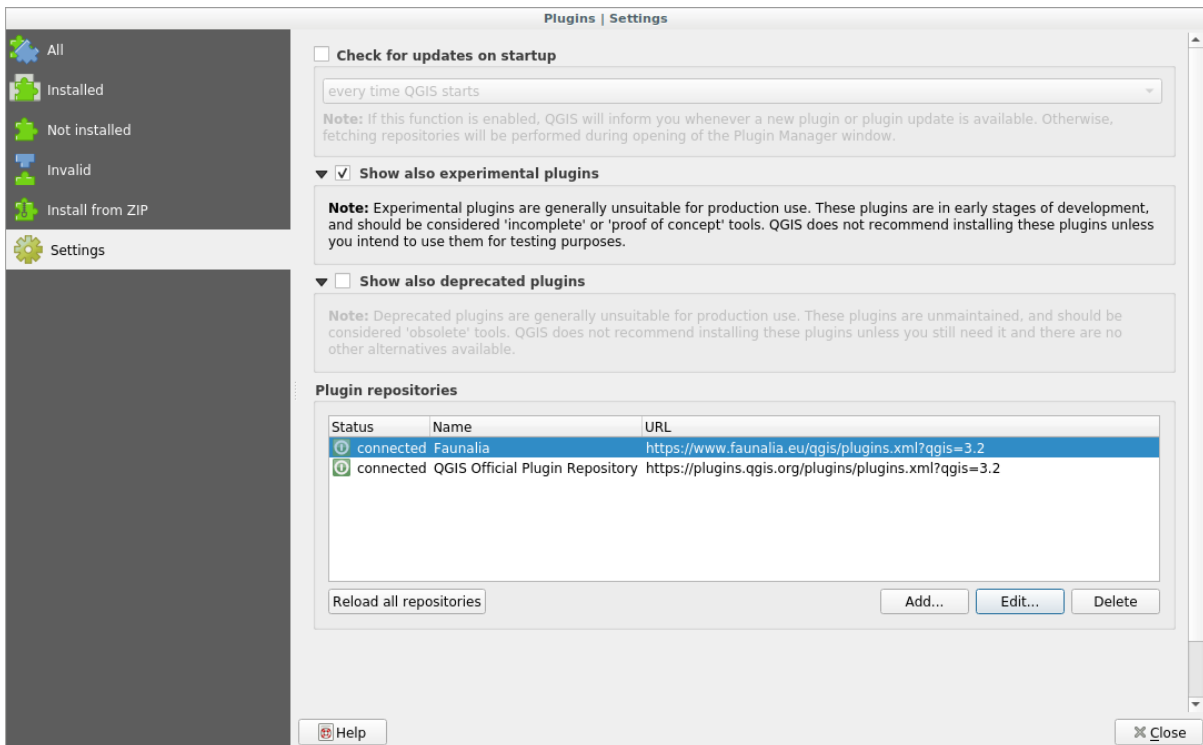 Plugins | Settings
All
Installed
Not installed
Invalid
Install from ZIP
Settings
Check for updates on startup
every time QGIS starts
Note: If this function is enabled, QGIS will inform you whenever a new plugin or plugin update is available. Otherwise,
fetching repositories will be performed during opening of the Plugin Manager window.
Show also experimental plugins
Note: Experimental plugins are generally unsuitable for production use. These plugins are in early stages of development,
and should be considered 'incomplete' or 'proof of concept' tools. QGIS does not recommend installing these plugins unless
you intend to use them for testing purposes.
Show also deprecated plugins
Note: Deprecated plugins are generally unsuitable for production use. These plugins are unmaintained, and should be
considered 'obsolete' tools. QGIS does not recommend installing these plugins unless you still need it and there are no
other alternatives available.
Plugin repositories
Status Name URL
connected Faunalia https://www.faunalia.eu/qgis/plugins.xml?qgis=3.2
connected QGIS Official Plugin Repository https://plugins.qgis.org/plugins/plugins.xml?qgis=3.2
Reload all repositories Add... Edit... Delete
Help Close